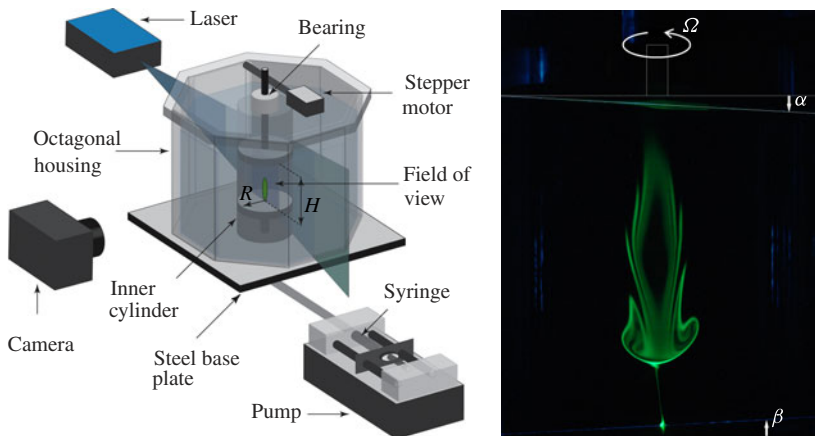 Laser
Bearing
Stepper
motor
Octagonal
housing
Field of
view
R
H
Inner
cylinder
Syringe
Camera
Steel base
plate
Pump
Ω
α
β